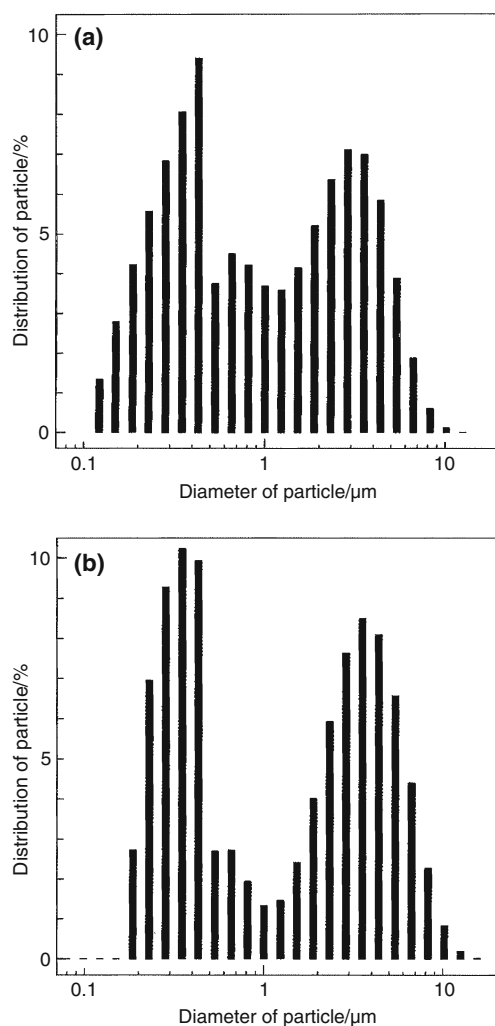 (a)
10
5
0
Distribution of particle/%
0.1 1 10
Diameter of particle/µm
(b)
10
5
0
Distribution of particle/%
0.1 1 10
Diameter of particle/µm